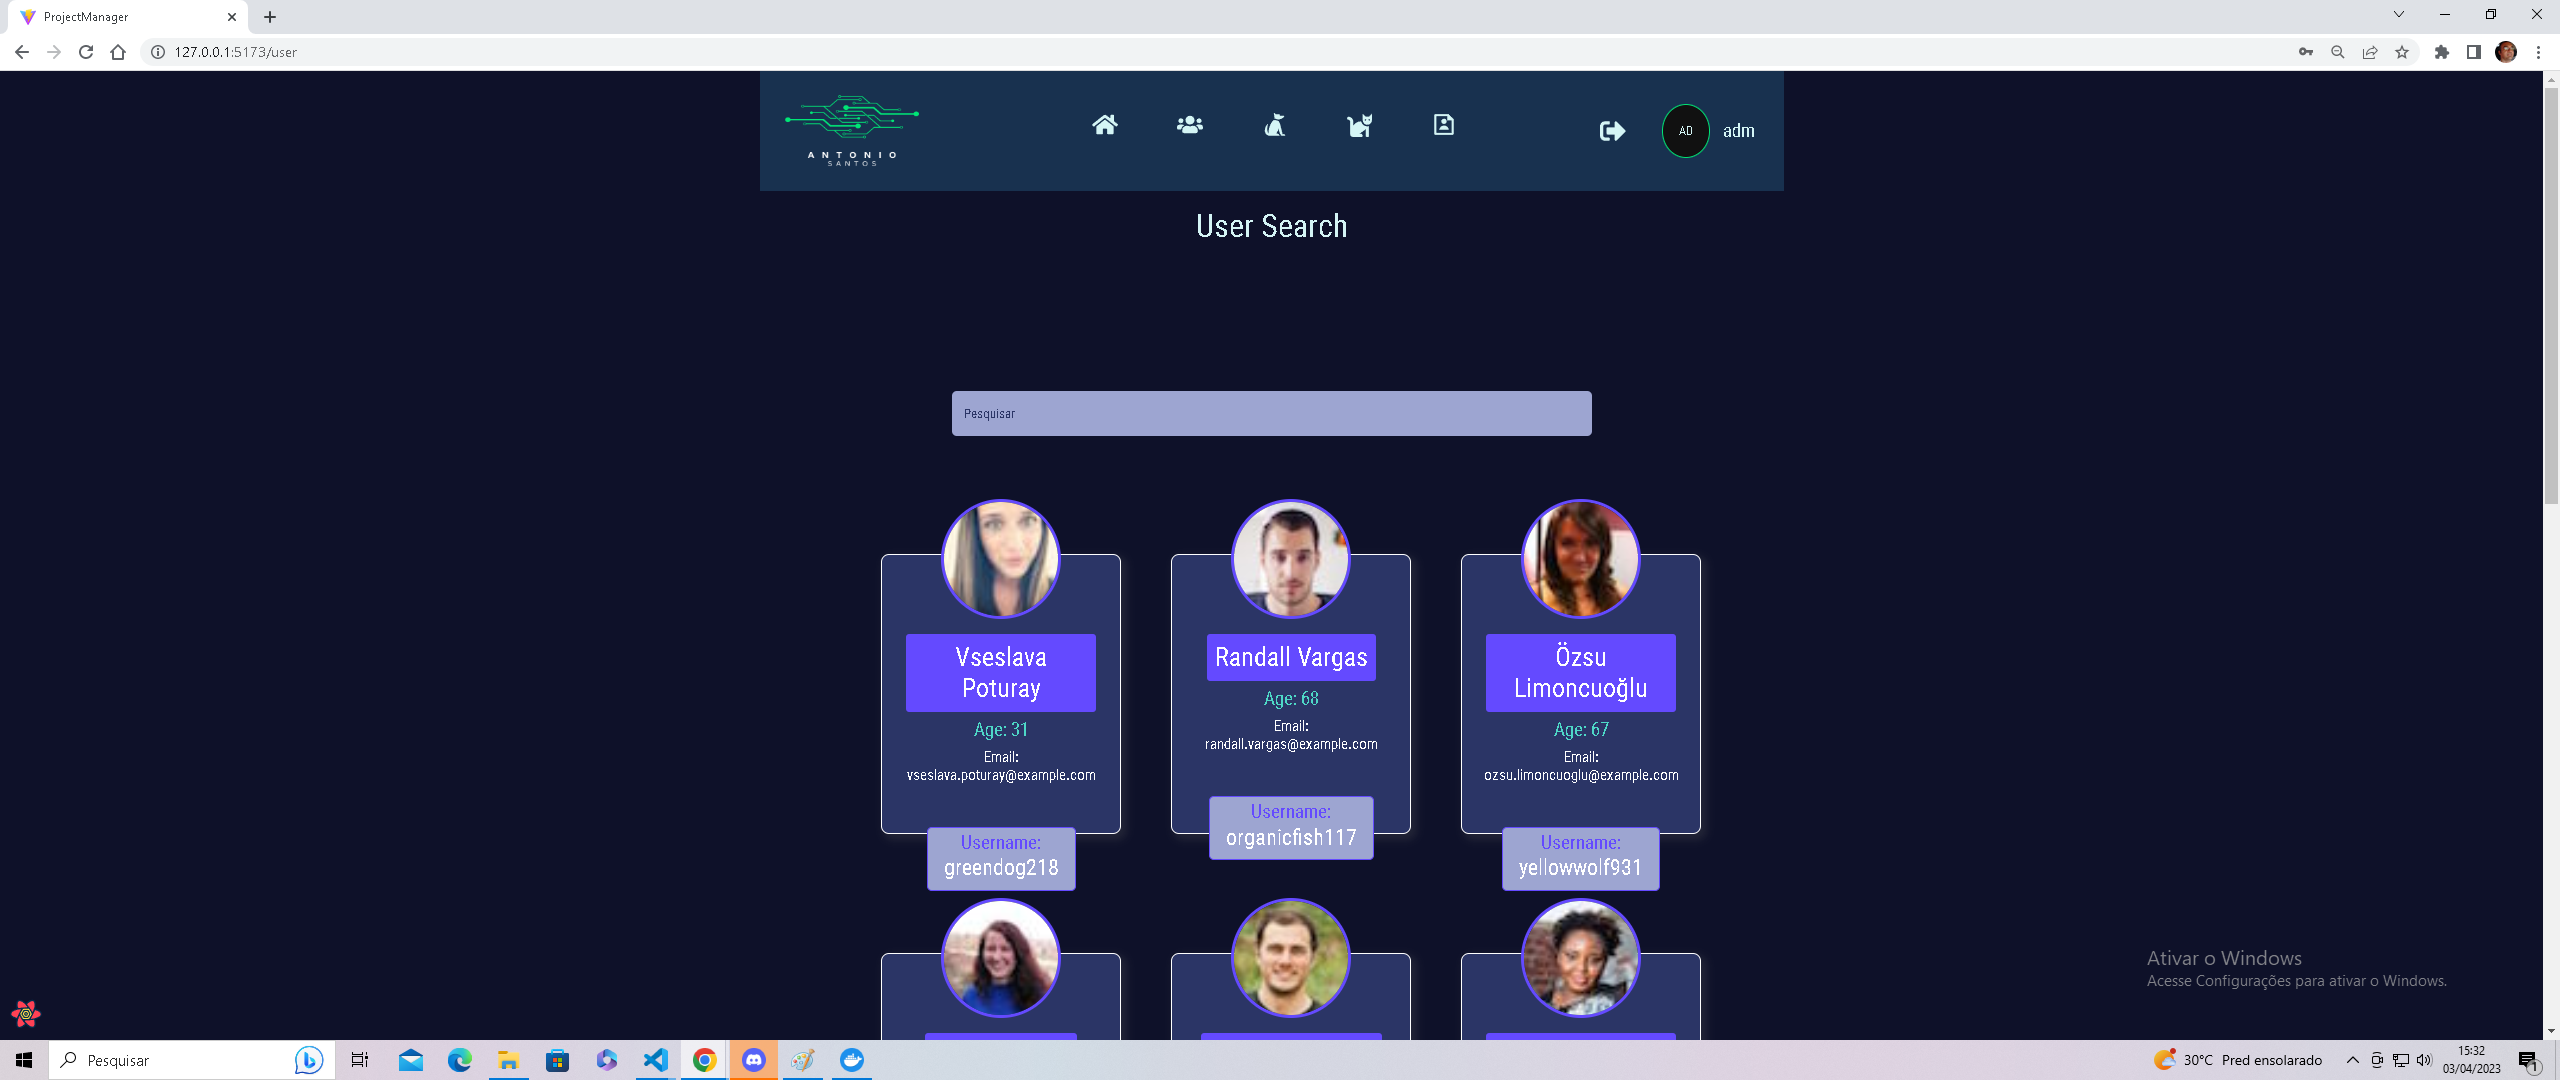 ProjectManager
127.0.0.1:5173/user
ANTONIO
SANTOS
AD
adm
User Search
Pesquisar
Vseslava
Poturay
Age: 31
Email:
vseslava.poturay@example.com
Username:
greendog218
Randall Vargas
Age: 68
Email:
randall.vargas@example.com
Username:
organicfish117
Özsu
Limoncuoğlu
Age: 67
Email:
ozsu.limoncuoglu@example.com
Username:
yellowwolf931
Ativar o Windows
Acesse Configurações para ativar o Windows.
Pesquisar
30°C Pred ensolarado
15:32
03/04/2023
1